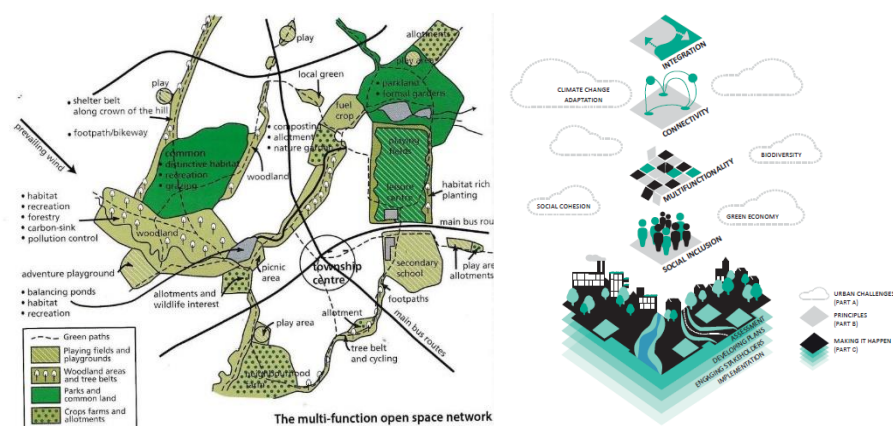 play
allotments
play area
local green
play
parkland
• formal gardens
fuel
crop
• shelter belt
along crown of the hill
• footpath/bikeway
• composting
• allotment
• nature garden
playing
fields
prevailing wind
common
• distinctive habitat
• recreation
• grazing
woodland
leisure
centre
habitat rich
planting
• habitat
• recreation
• forestry
• carbon-sink
• pollution control
woodland
main bus rou
adventure playground
picnic
area
township
centre
secondary
school
play area
allotments
• balancing ponds
• habitat
• recreation
allotments and
wildlife interest
footpaths
allotment
main bus routes
play area
tree belt
and cycling
neighbourhood
Green paths
Playing fields and
playgrounds
Woodland areas
and tree belts
Parks and
common land
Crops farms and
allotments
The multi-function open space network
INTEGRATION
CLIMATE CHANGE
ADAPTATION
CONNECTIVITY
BIODIVERSITY
MULTIFUNCTIONALITY
SOCIAL COHESION
GREEN ECONOMY
SOCIAL INCLUSION
ASSESSMENT
DEVELOPING PLANS
ENGAGING STAKEHOLDERS
IMPLEMENTATION
URBAN CHALLENGES
(PART A)
PRINCIPLES
(PART B)
MAKING IT HAPPEN
(PART C)